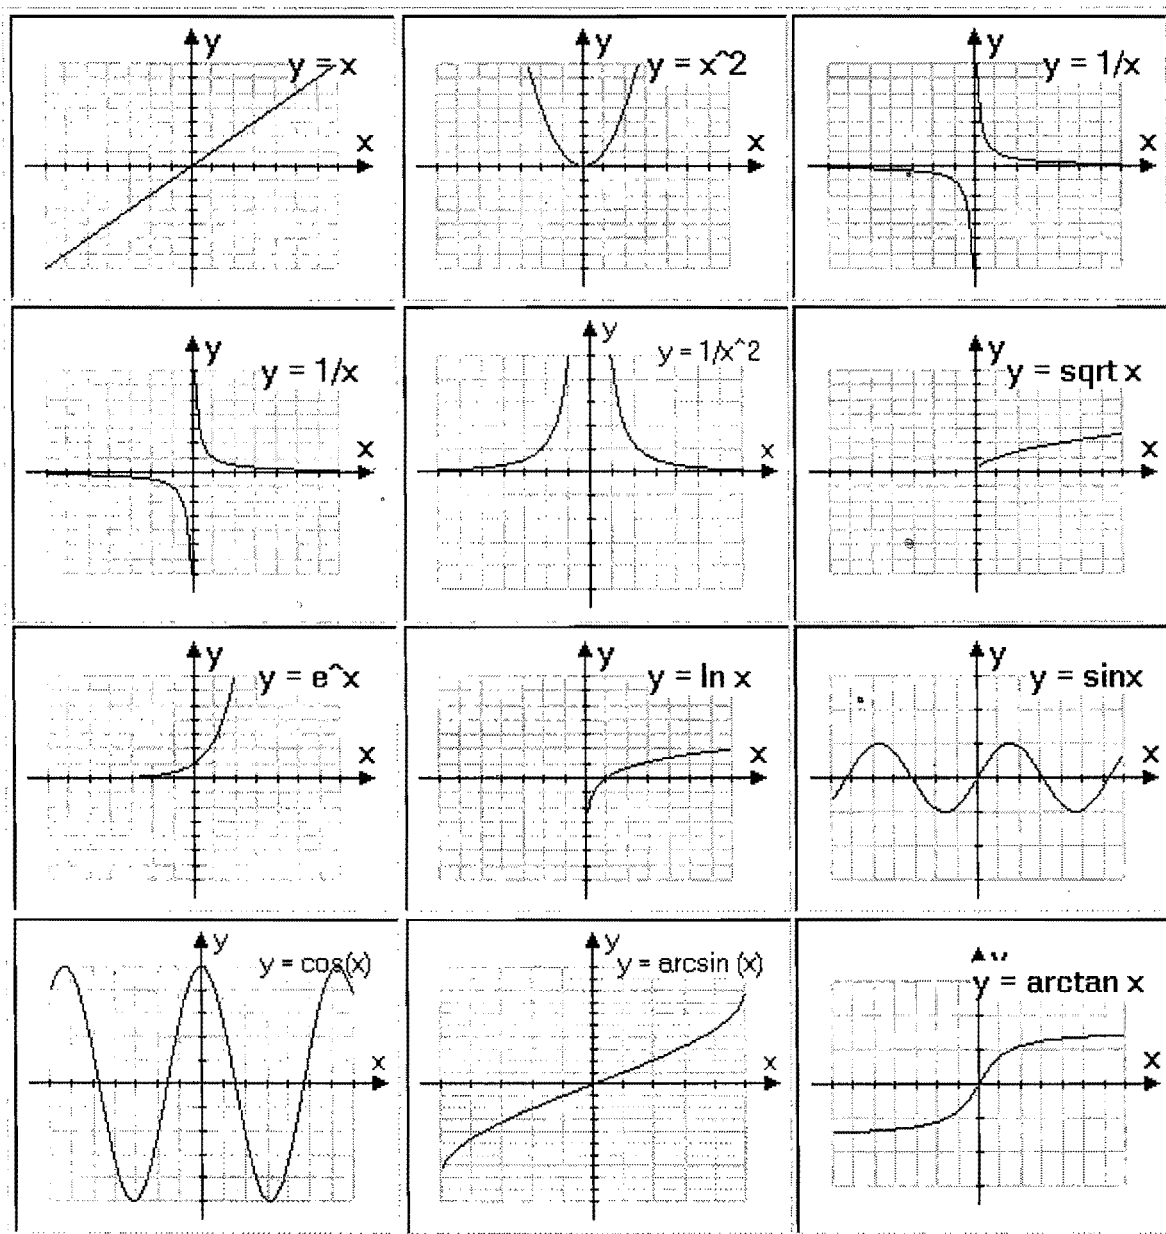 y
y = x
x
y
y = x^2
x
y
y = 1/x
x
y
y = 1/x
x
y
y = 1/x^2
x
y
y = sqrt x
x
y
y = e^x
x
y
y = ln x
x
y
y = sinx
x
y
y = cos(x)
x
y
y = arcsin (x)
x
y = arctan x
x